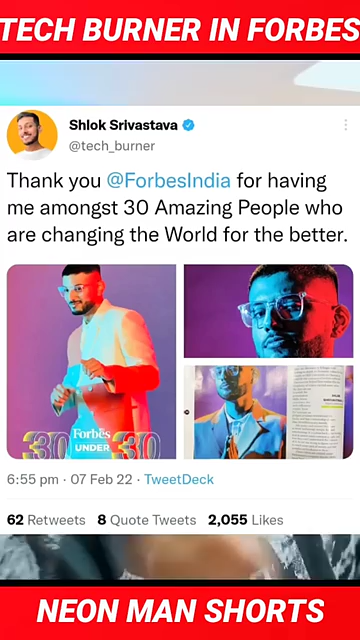 TECH BURNER IN FORBES
Shlok Srivastava
@tech_burner
Thank you @ForbesIndia for having
me amongst 30 Amazing People who
are changing the World for the better.
Forbes
30 UNDER 30
6:55 pm · 07 Feb 22 · TweetDeck
62 Retweets 8 Quote Tweets 2,055 Likes
NEON MAN SHORTS